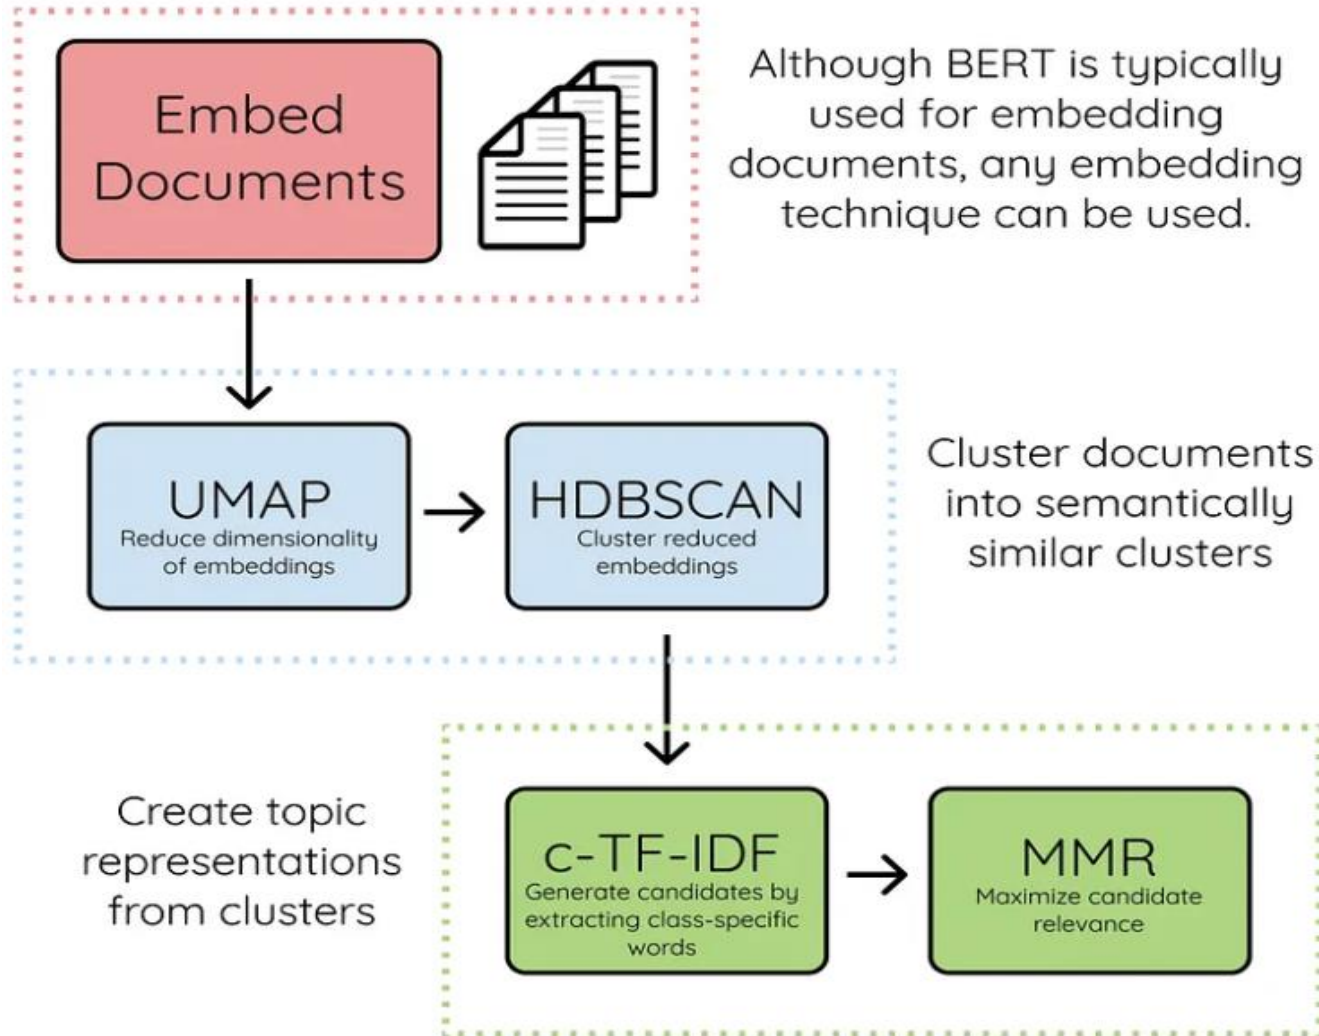 Embed
Documents
Although BERT is typically
used for embedding
documents, any embedding
technique can be used.
UMAP
Reduce dimensionality
of embeddings
HDBSCAN
Cluster reduced
embeddings
Cluster documents
into semantically
similar clusters
Create topic
representations
from clusters
c-TF-IDF
Generate candidates by
extracting class-specific
words
MMR
Maximize candidate
relevance